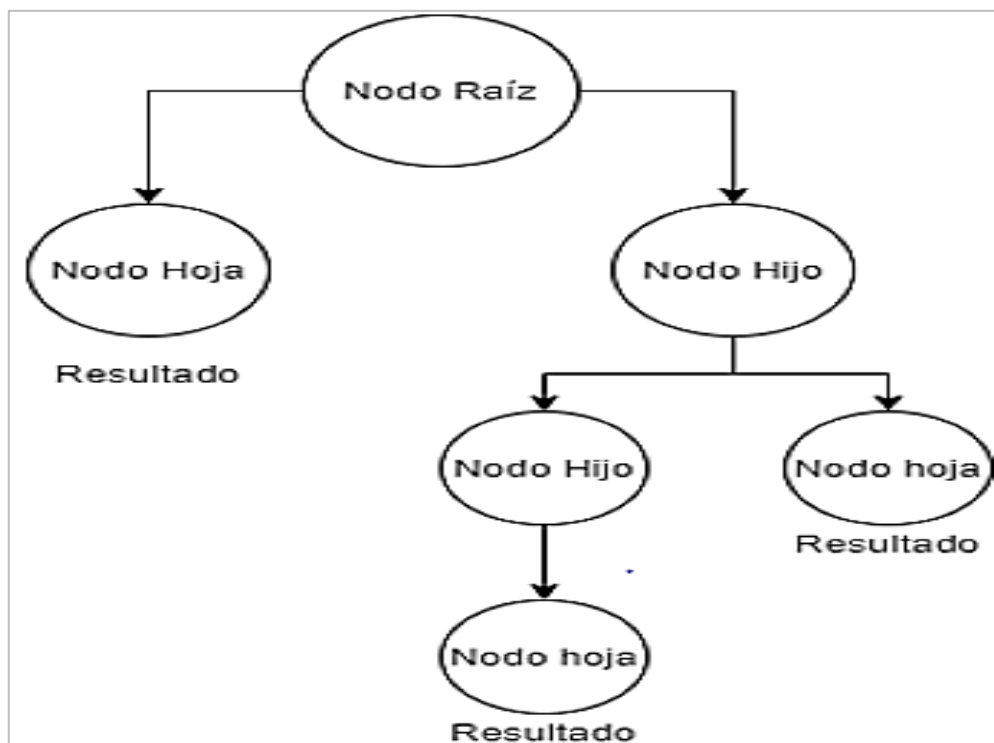 Nodo Raíz
Nodo Hoja
Nodo Hijo
Resultado
Nodo Hijo
Nodo hoja
Resultado
Nodo hoja
Resultado